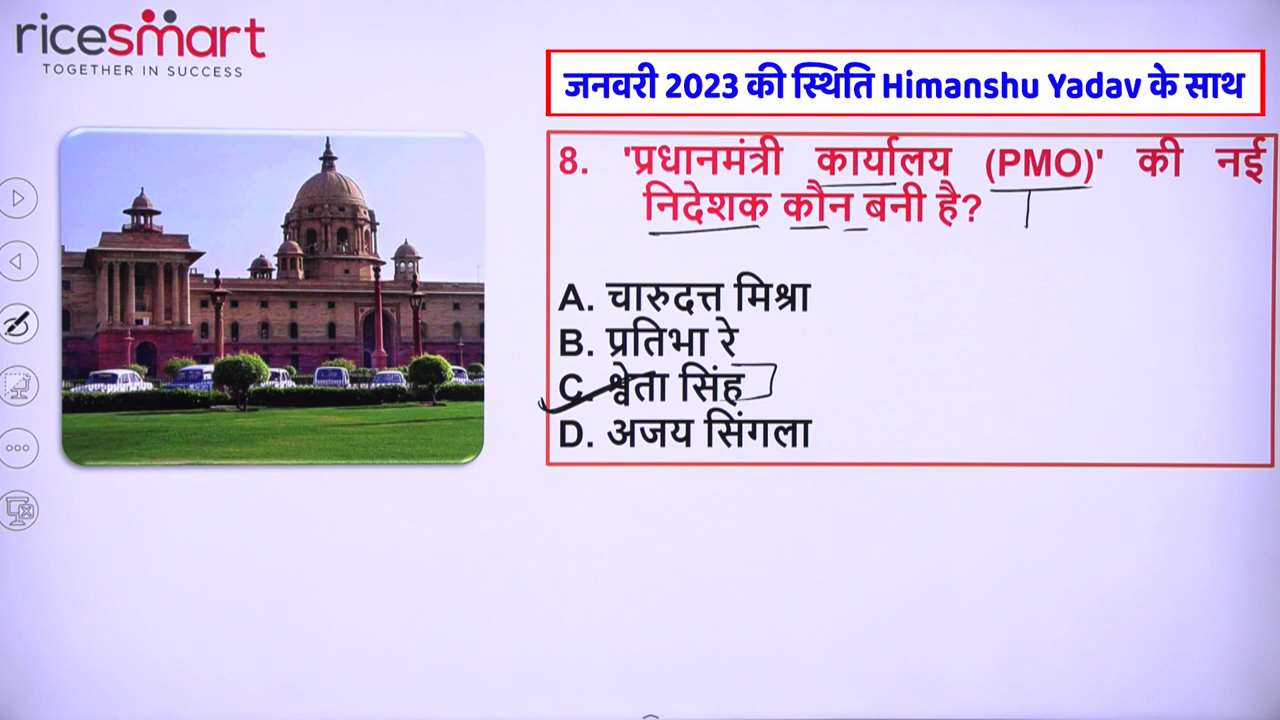 ricesmart
TOGETHER IN SUCCESS
जनवरी 2023 की स्थिति Himanshu Yadav के साथ
8. 'प्रधानमंत्री कार्यालय (PMO)' की नई
निदेशक कौन बनी है?
A. चारुदत्त मिश्रा
B. प्रतिभा रे
C. श्वेता सिंह
D. अजय सिंगला